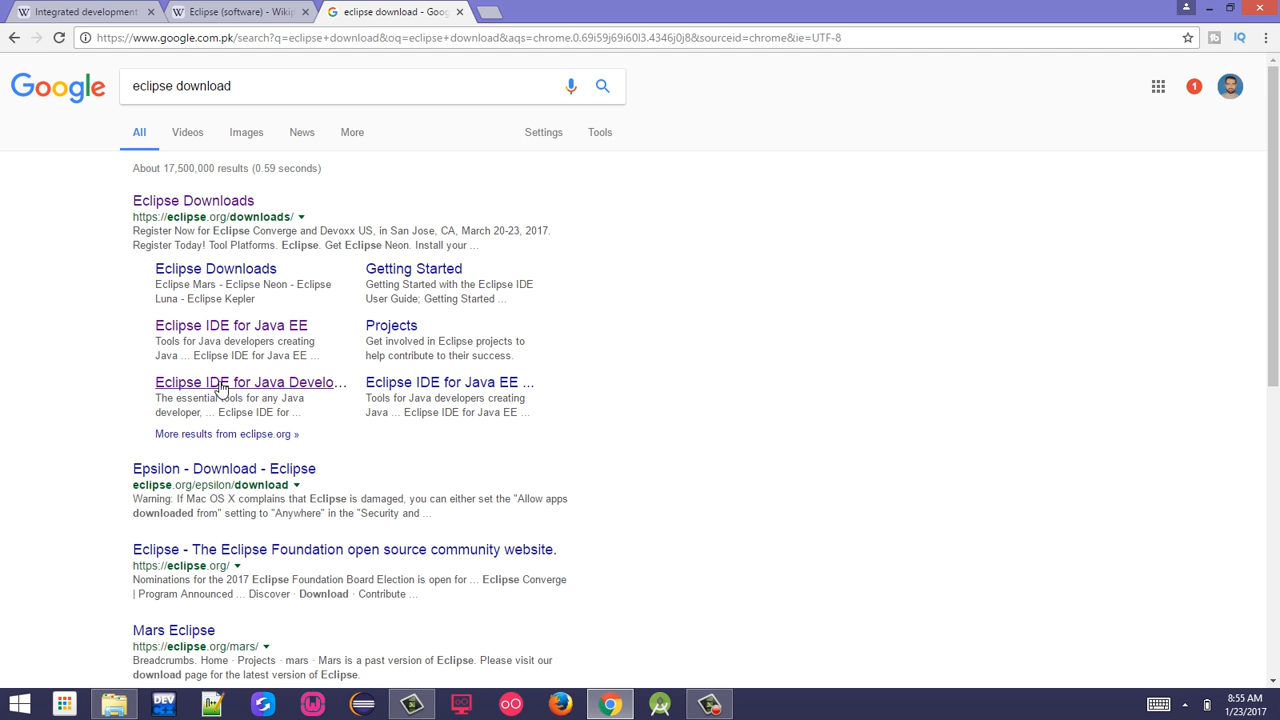 Integrated development
Eclipse (software) - Wikip
eclipse download - Goog
https://www.google.com.pk/search?q=eclipse+download&oq=eclipse+download&aqs=chrome.0.69i59j69i60l3.4346j0j8&sourceid=chrome&ie=UTF-8
Google
eclipse download
1
All Videos Images News More Settings Tools
About 17,500,000 results (0.59 seconds)
Eclipse Downloads
https://eclipse.org/downloads/
Register Now for Eclipse Converge and Devoxx US, in San Jose, CA, March 20-23, 2017.
Register Today! Tool Platforms. Eclipse. Get Eclipse Neon. Install your ...
Eclipse Downloads
Eclipse Mars - Eclipse Neon - Eclipse
Luna - Eclipse Kepler
Getting Started
Getting Started with the Eclipse IDE
User Guide; Getting Started ...
Eclipse IDE for Java EE
Tools for Java developers creating
Java ... Eclipse IDE for Java EE ...
Projects
Get involved in Eclipse projects to
help contribute to their success.
Eclipse IDE for Java Develo...
The essential tools for any Java
developer, ... Eclipse IDE for ...
Eclipse IDE for Java EE ...
Tools for Java developers creating
Java ... Eclipse IDE for Java EE ...
More results from eclipse.org »
Epsilon - Download - Eclipse
eclipse.org/epsilon/download
Warning: If Mac OS X complains that Eclipse is damaged, you can either set the "Allow apps
downloaded from" setting to "Anywhere" in the "Security and ...
Eclipse - The Eclipse Foundation open source community website.
https://eclipse.org/
Nominations for the 2017 Eclipse Foundation Board Election is open for ... Eclipse Converge
| Program Announced ... Discover · Download · Contribute ...
Mars Eclipse
https://eclipse.org/mars/
Breadcrumbs. Home · Projects · mars · Mars is a past version of Eclipse. Please visit our
download page for the latest version of Eclipse.
IQ
DEV
8:55 AM
1/23/2017